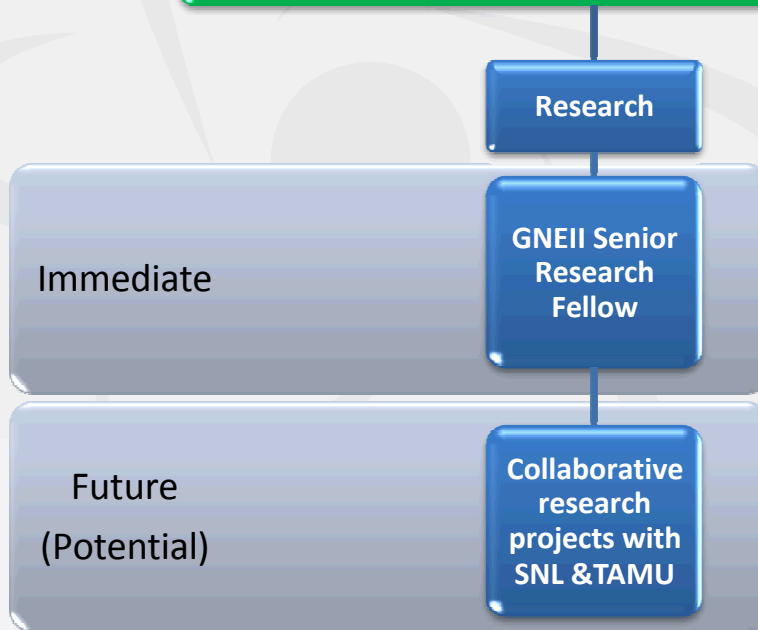 Research
Immediate
GNEII Senior
Research
Fellow
Future
(Potential)
Collaborative
research
projects with
SNL &TAMU